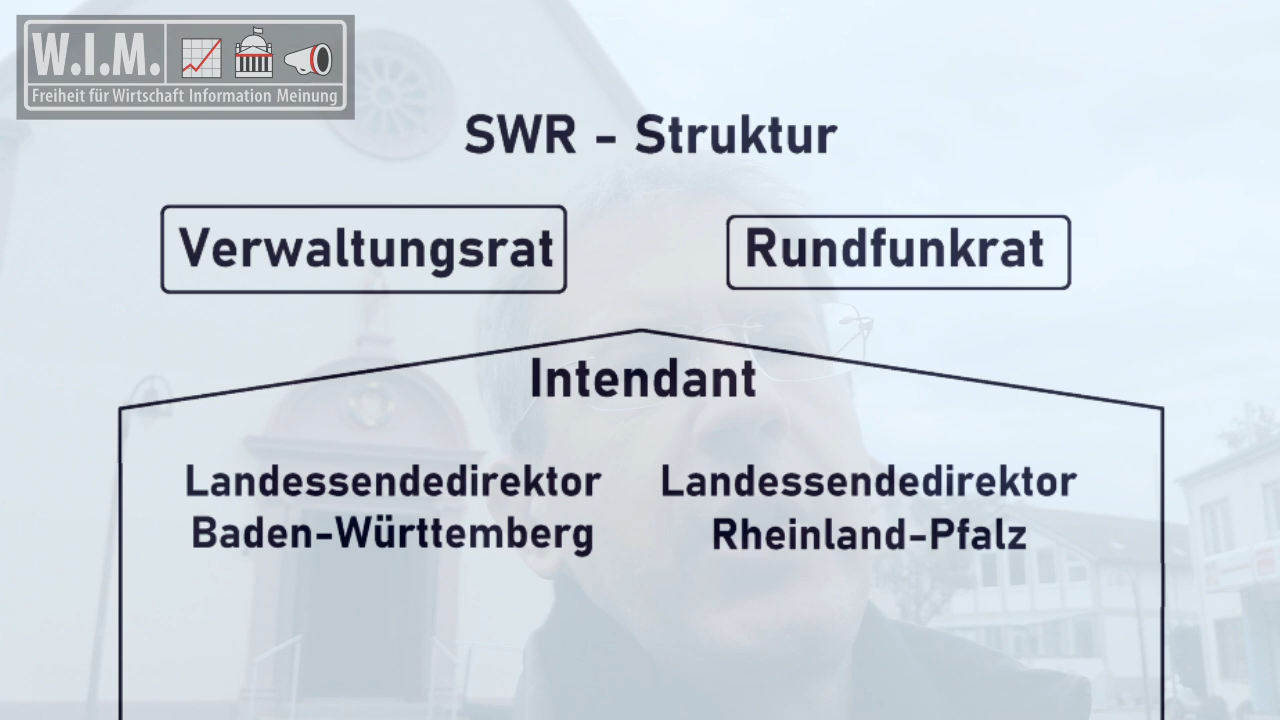 W.I.M.
Freiheit für Wirtschaft Information Meinung
SWR - Struktur
Verwaltungsrat
Rundfunkrat
Intendant
Landessendedirektor
Baden-Württemberg
Landessendedirektor
Rheinland-Pfalz